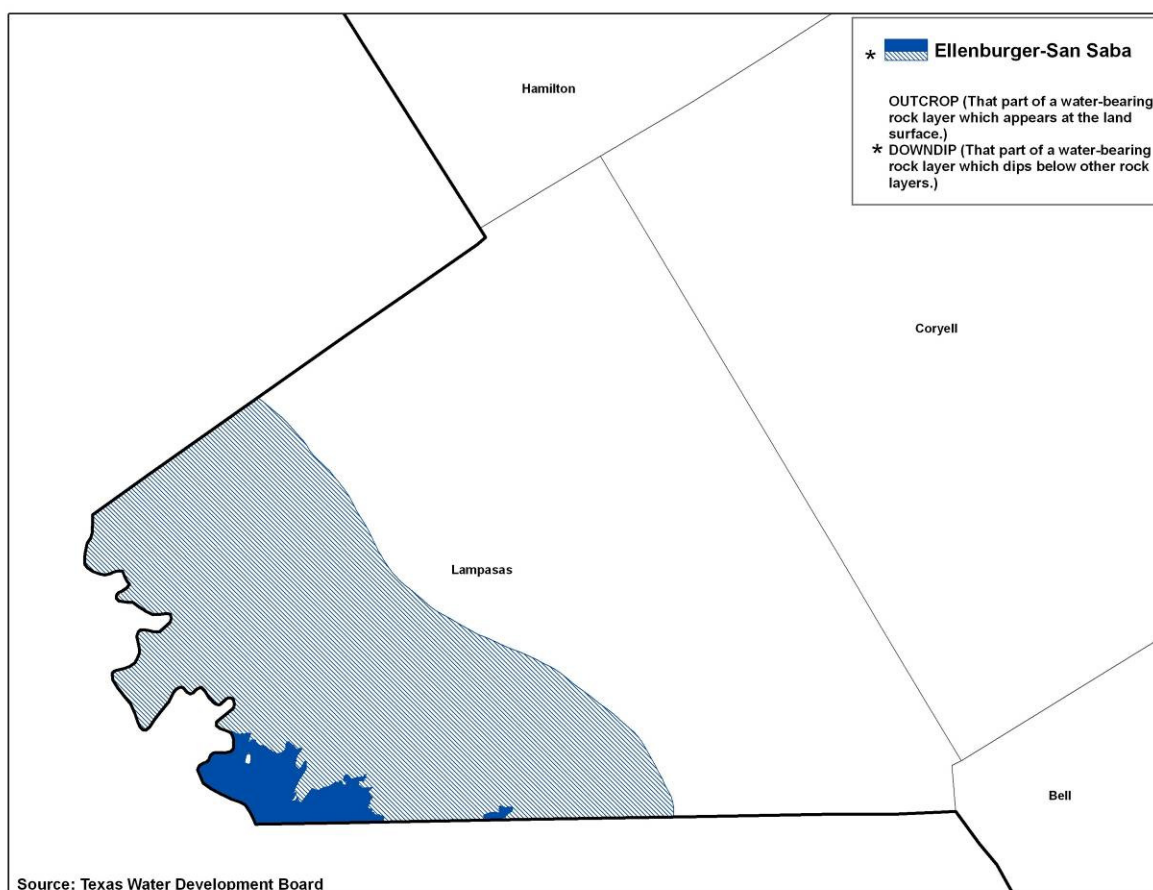 Hamilton
* Ellenburger-San Saba
OUTCROP (That part of a water-bearing
rock layer which appears at the land
surface.)
* DOWNDIP (That part of a water-bearing
rock layer which dips below other rock
layers.)
Coryell
Lampasas
Bell
Source: Texas Water Development Board